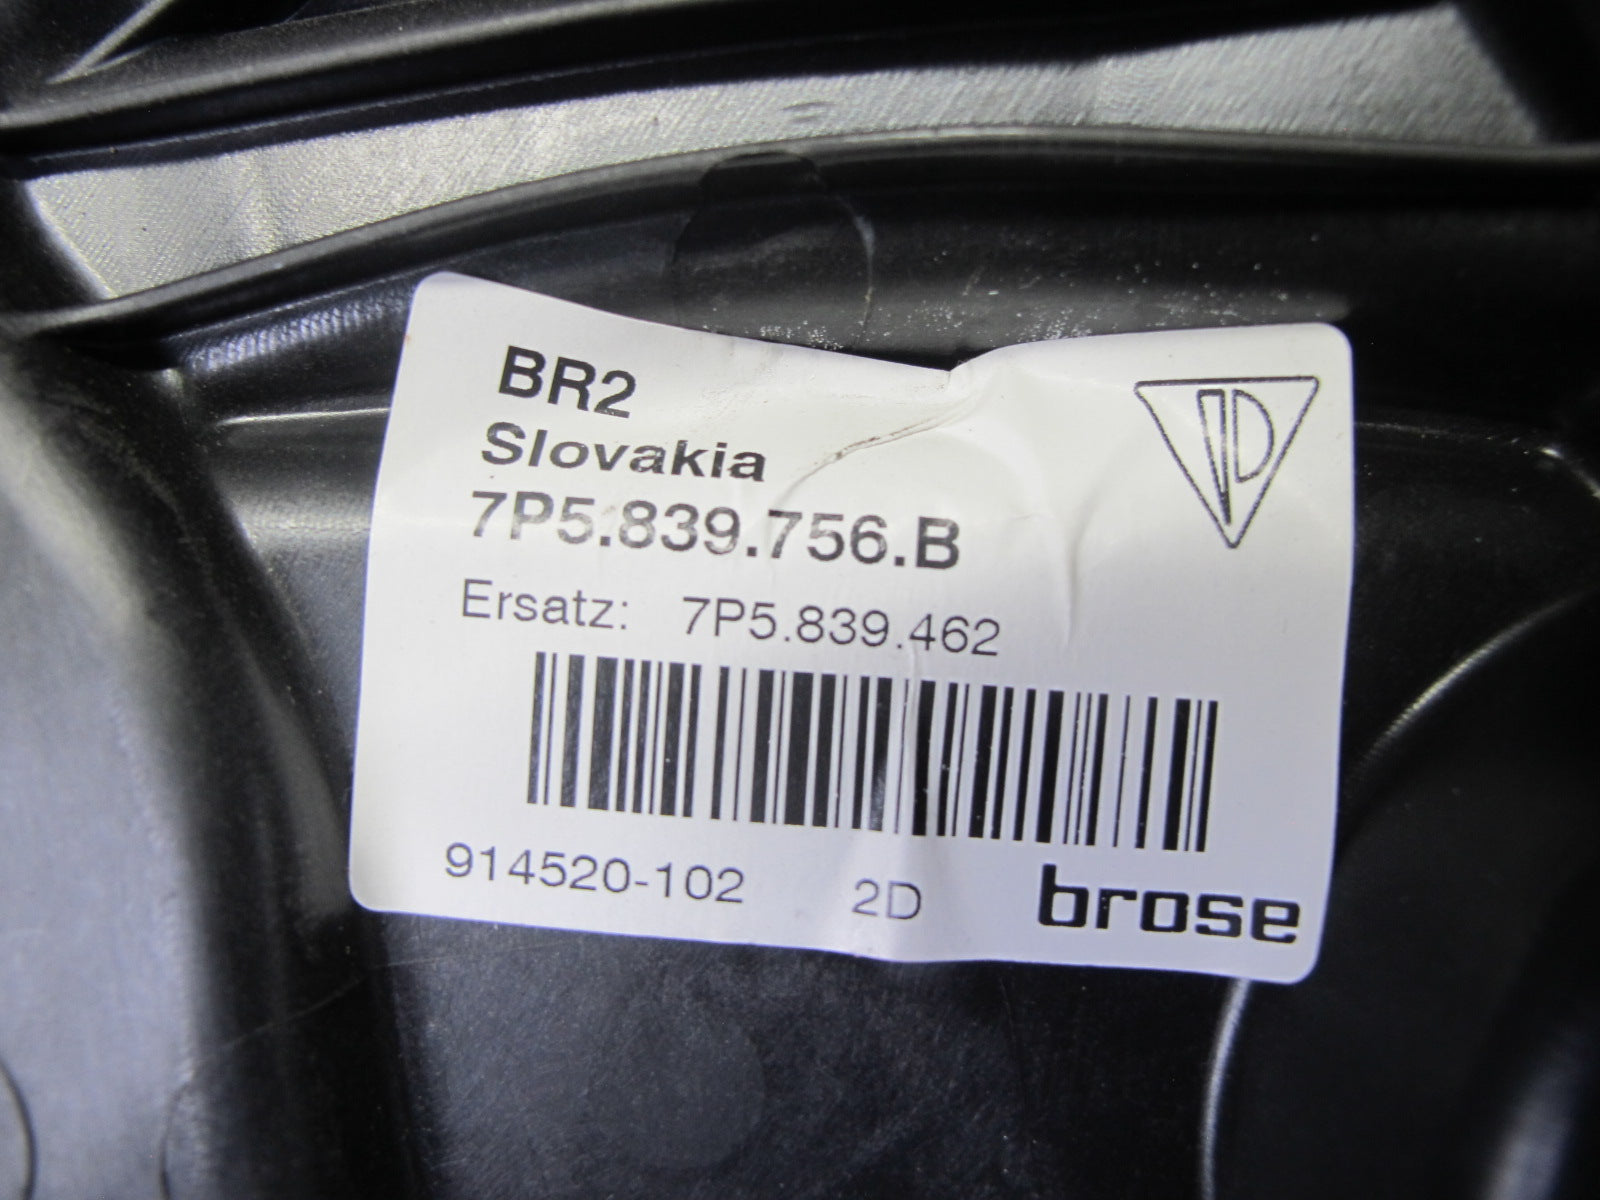 BR2
Slovakia
7P5.839.756.B
Ersatz: 7P5.839.462
914520-102 2D brose